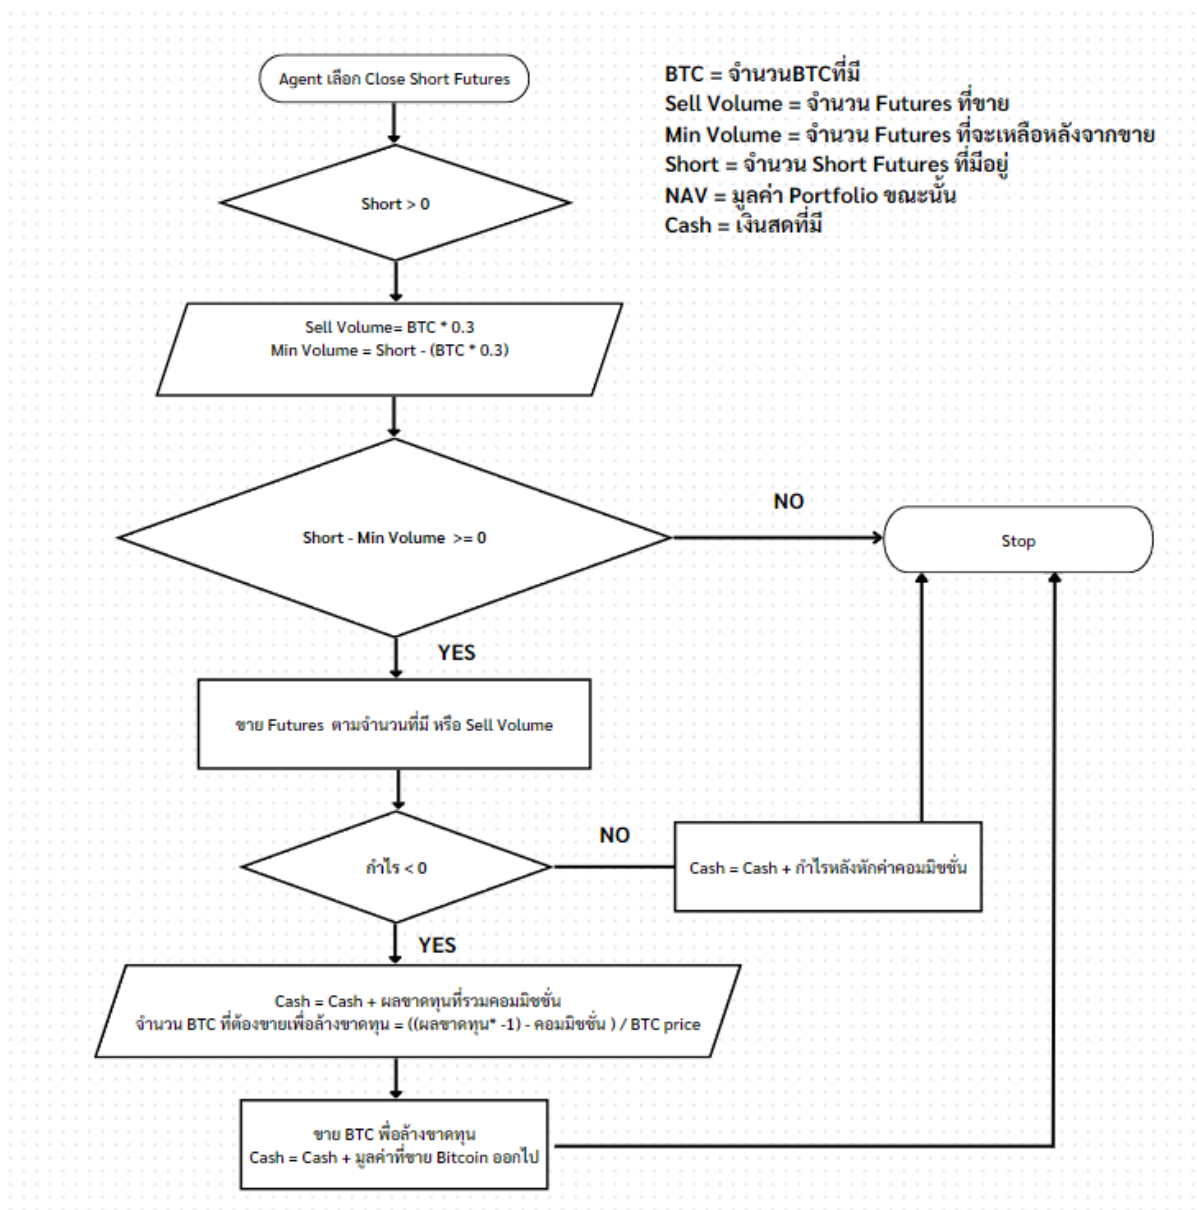 Agent เลือก Close Short Futures
BTC = จำนวนBTCที่มี
Sell Volume = จำนวน Futures ที่ขาย
Min Volume = จำนวน Futures ที่จะเหลือหลังจากขาย
Short = จำนวน Short Futures ที่มีอยู่
NAV = มูลค่า Portfolio ขณะนั้น
Cash = เงินสดที่มี
Short > 0
Sell Volume= BTC * 0.3
Min Volume = Short - (BTC * 0.3)
Short - Min Volume >= 0
NO
Stop
YES
ขาย Futures ตามจำนวนที่มี หรือ Sell Volume
กำไร < 0
NO
Cash = Cash + กำไรหลังหักค่าคอมมิชชั่น
YES
Cash = Cash + ผลขาดทุนที่รวมคอมมิชชั่น
จำนวน BTC ที่ต้องขายเพื่อล้างขาดทุน = ((ผลขาดทุน* -1) - คอมมิชชั่น ) / BTC price
ขาย BTC พื่อล้างขาดทุน
Cash = Cash + มูลค่าที่ขาย Bitcoin ออกไป